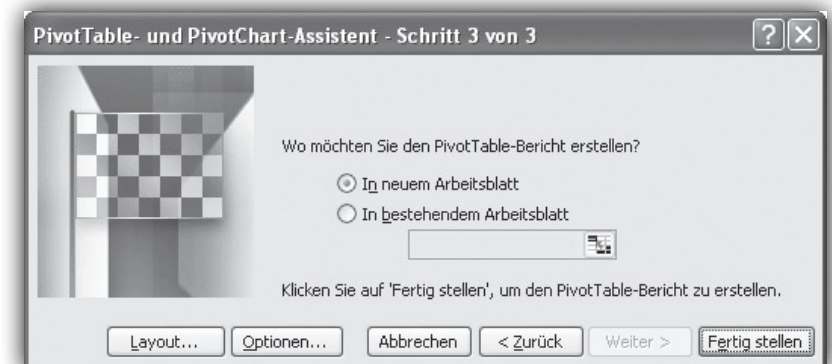 PivotTable- und PivotChart-Assistent - Schritt 3 von 3
Wo möchten Sie den PivotTable-Bericht erstellen?
In neuem Arbeitsblatt
In bestehendem Arbeitsblatt
Klicken Sie auf 'Fertig stellen', um den PivotTable-Bericht zu erstellen.
Layout... Optionen... Abbrechen < Zurück Weiter > Fertig stellen